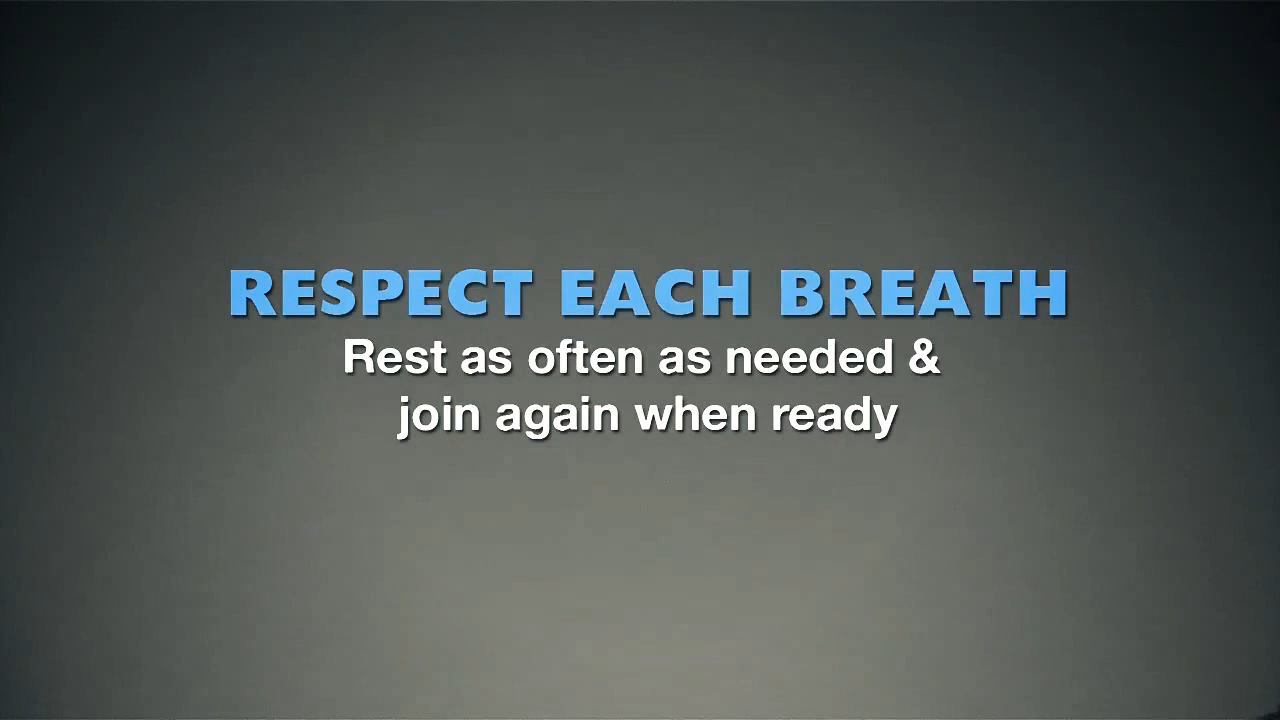 RESPECT EACH BREATH
Rest as often as needed &
join again when ready